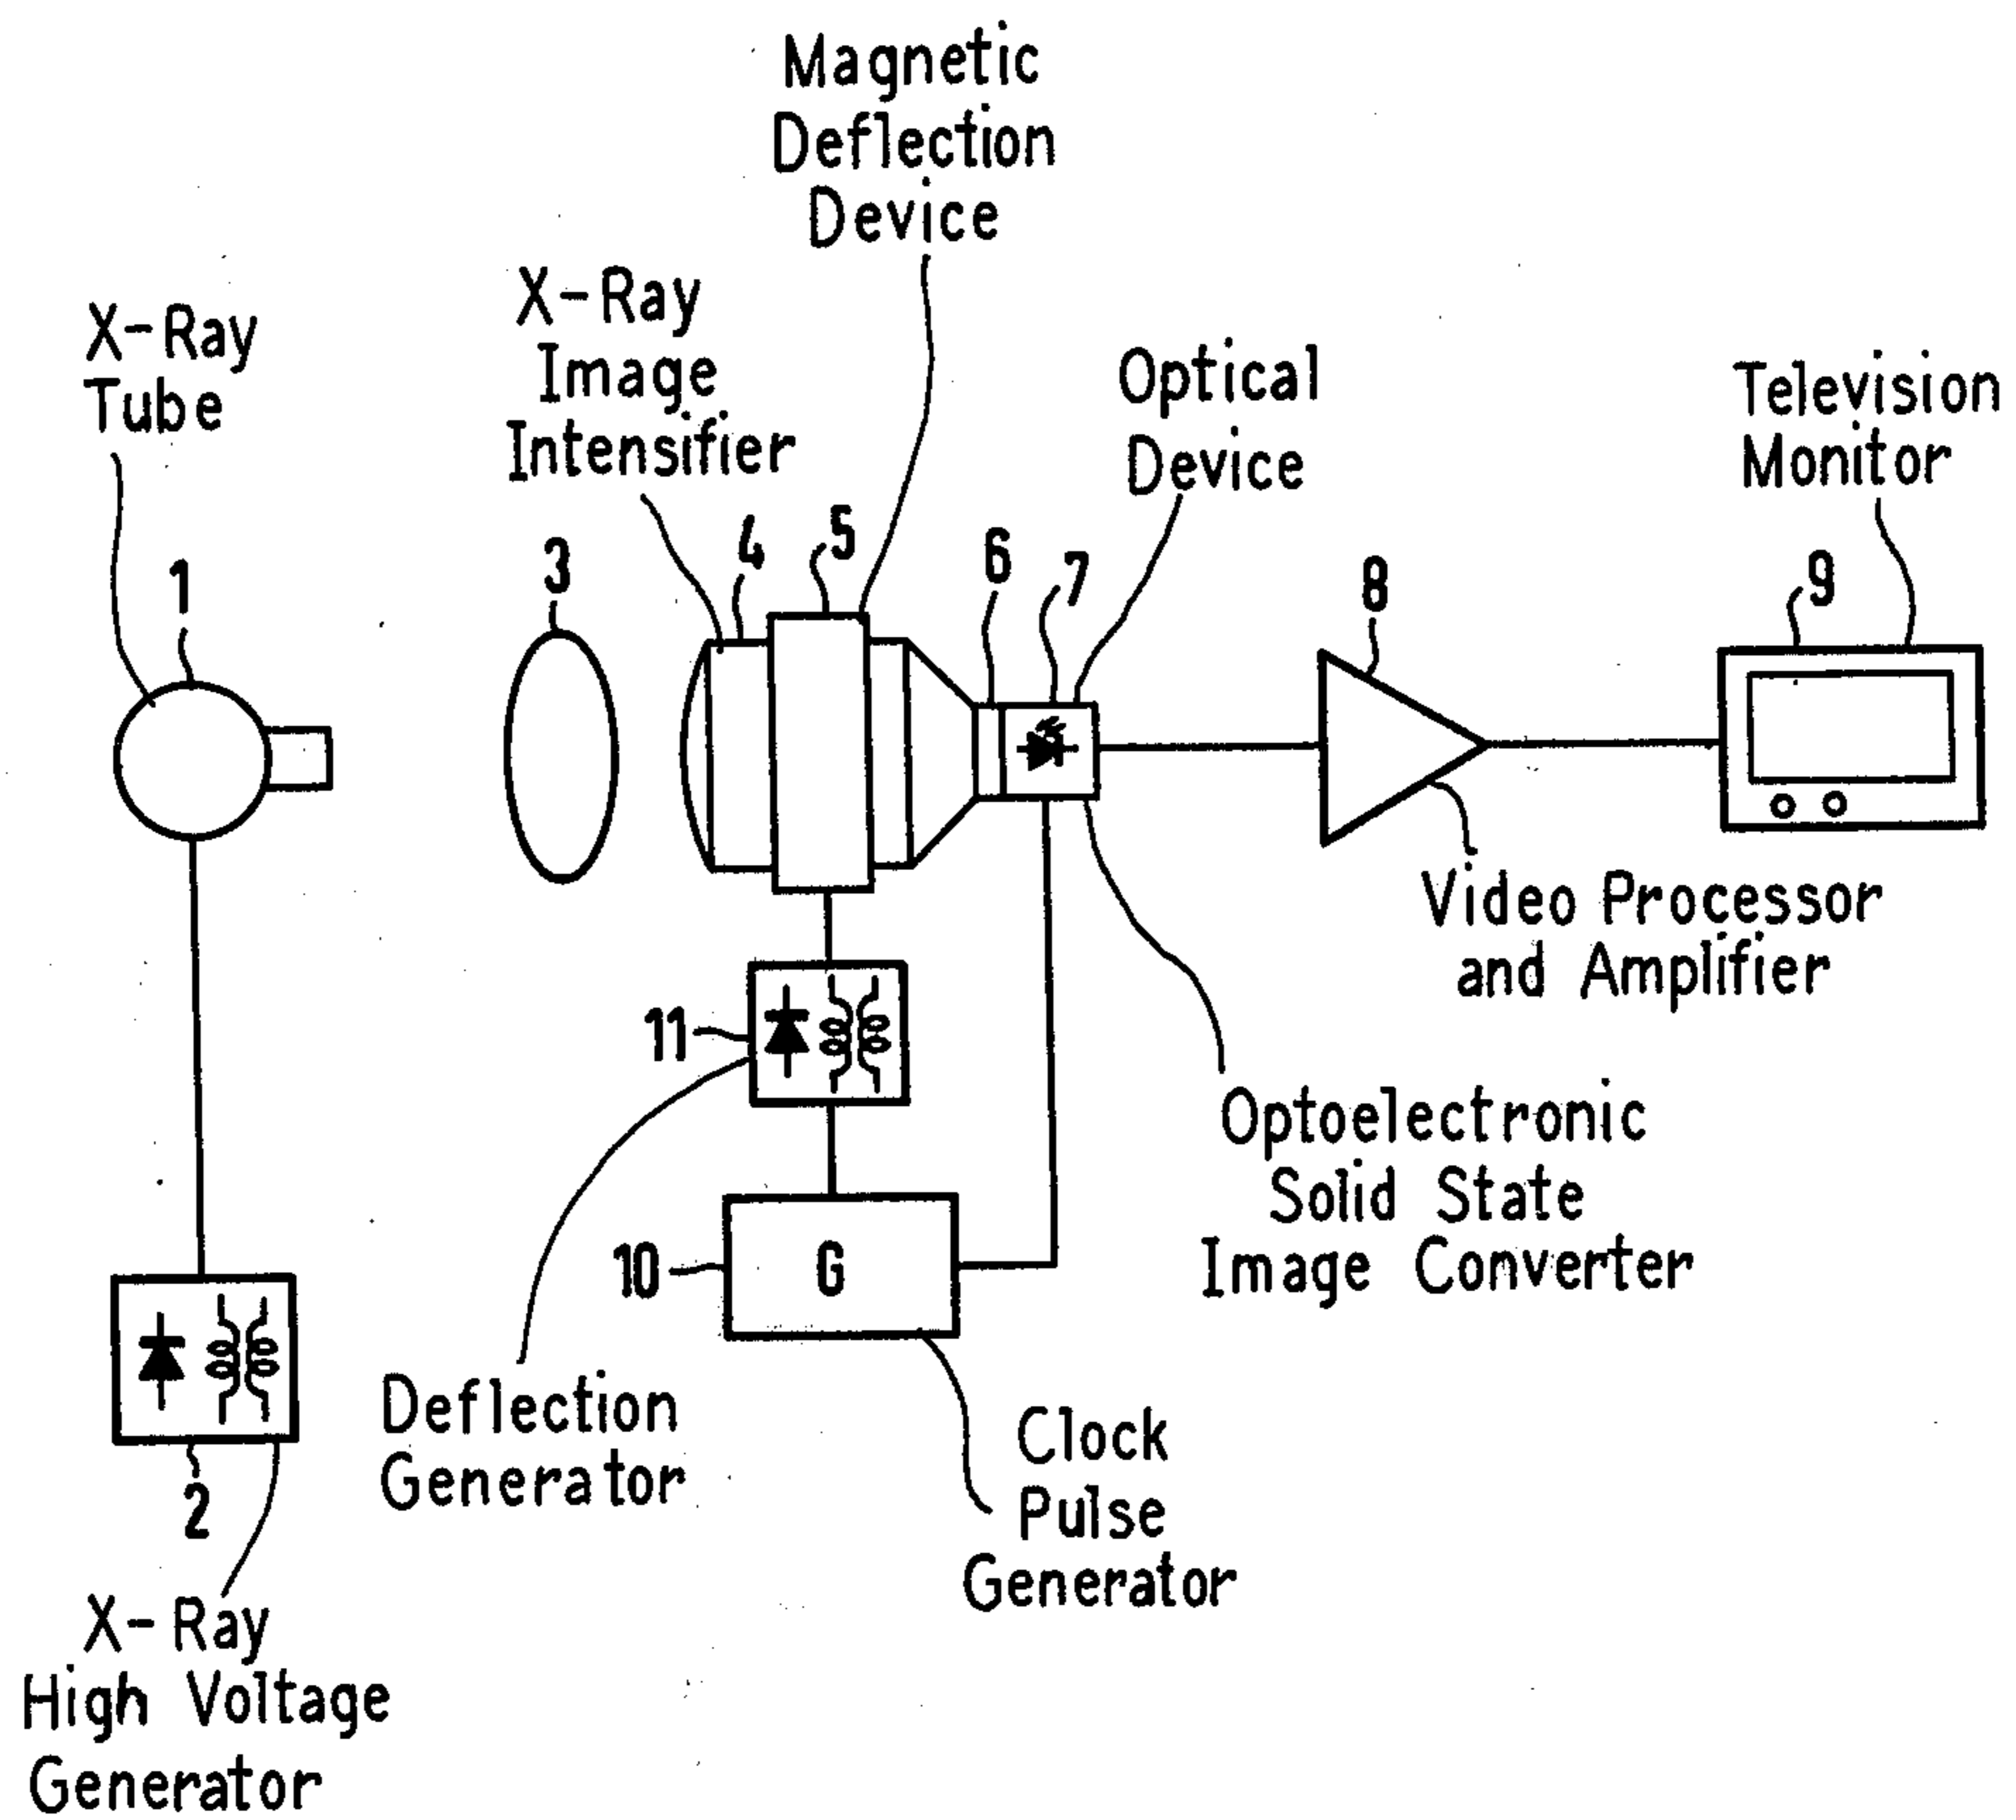 Magnetic
Deflection
Device
X-Ray
Image
Intensifier
X-Ray
Tube
Optical
Device
Television
Monitor
1
3
4
5
6
7
8
9
Video Processor
and Amplifier
11
Optoelectronic
Solid State
Image Converter
10
G
Deflection
Generator
Clock
Pulse
Generator
2
X-Ray
High Voltage
Generator